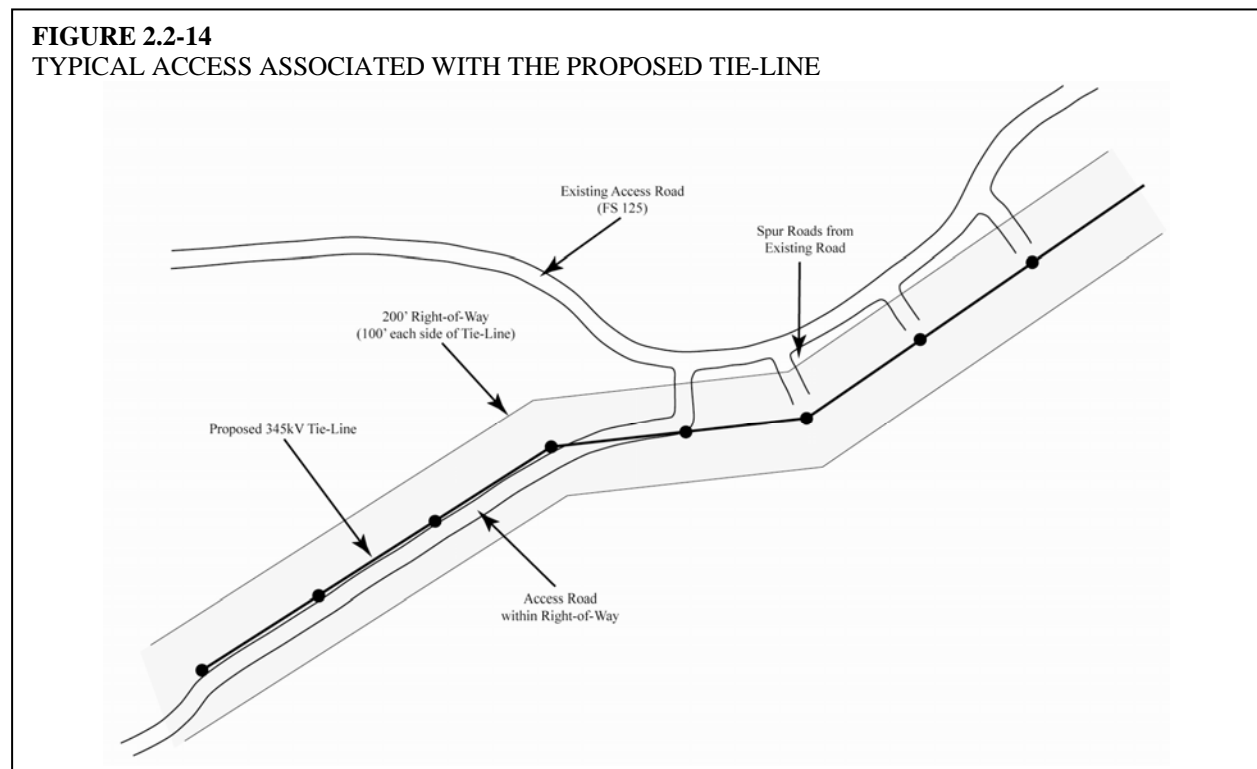 FIGURE 2.2-14
TYPICAL ACCESS ASSOCIATED WITH THE PROPOSED TIE-LINE
Existing Access Road
(FS 125)
Spur Roads from
Existing Road
200' Right-of-Way
(100' each side of Tie-Line)
Proposed 345kV Tie-Line
Access Road
within Right-of-Way